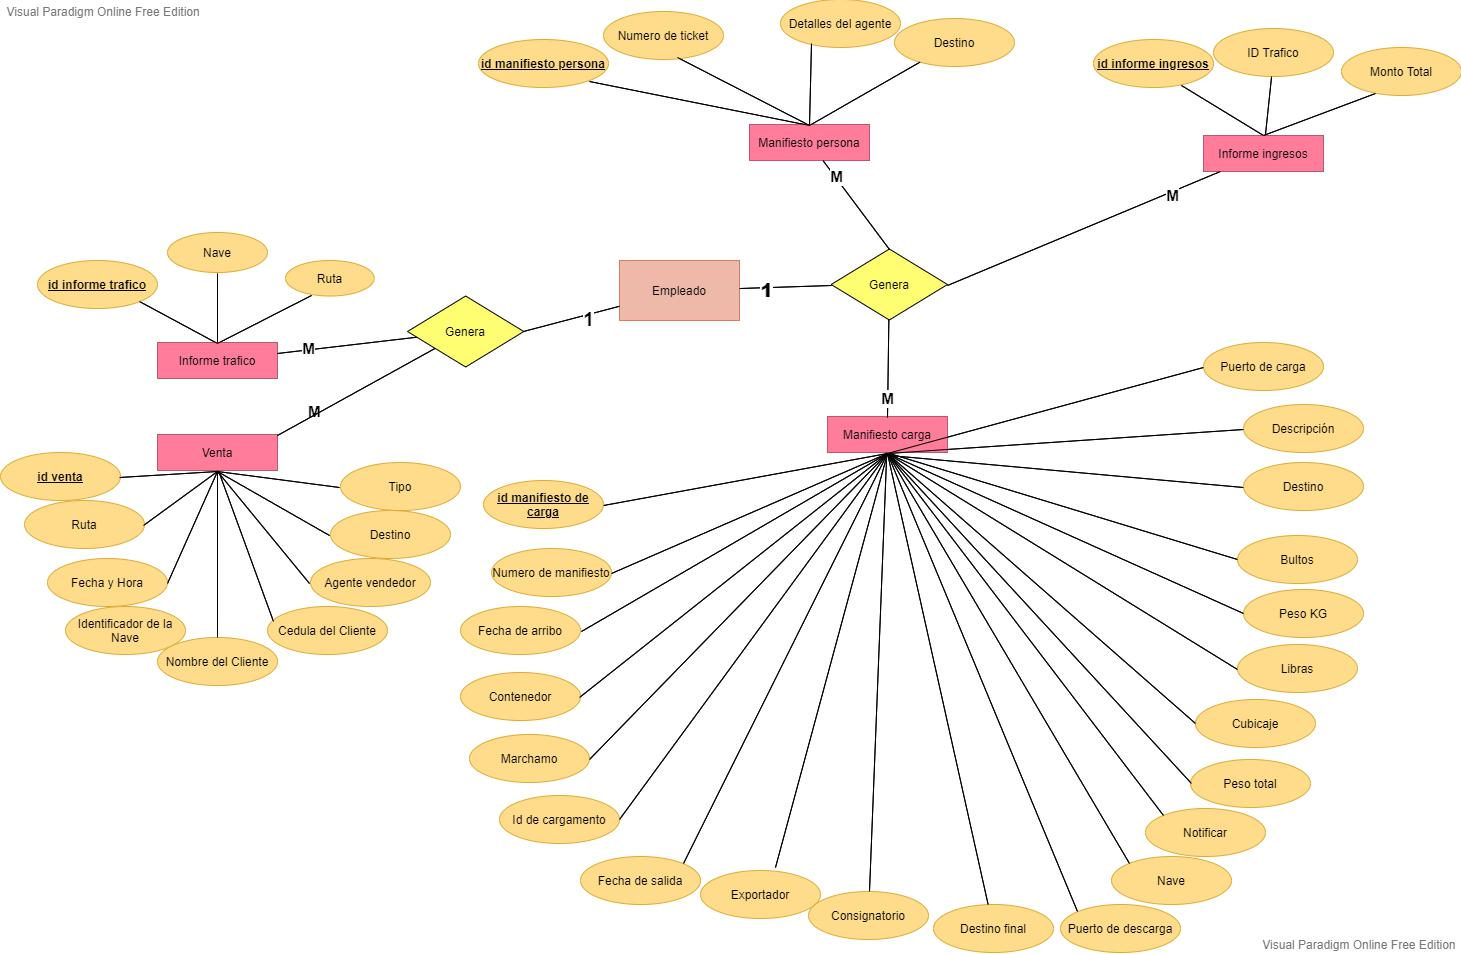 Visual Paradigm Online Free Edition
Detalles del agente
Numero de ticket
Destino
id manifiesto persona
id informe ingresos
ID Trafico
Monto Total
Manifiesto persona
Informe ingresos
M
M
Nave
Ruta
id informe trafico
Empleado
1
Genera
Genera
1
Informe trafico
M
M
M
Manifiesto carga
Puerto de carga
Descripción
Destino
Venta
id venta
Tipo
Ruta
Destino
Fecha y Hora
Agente vendedor
Identificador de la
Nave
Cedula del Cliente
Nombre del Cliente
id manifiesto de
carga
Numero de manifiesto
Bultos
Fecha de arribo
Peso KG
Contenedor
Libras
Marchamo
Cubicaje
Id de cargamento
Peso total
Notificar
Fecha de salida
Nave
Exportador
Consignatorio
Destino final
Puerto de descarga
Visual Paradigm Online Free Edition